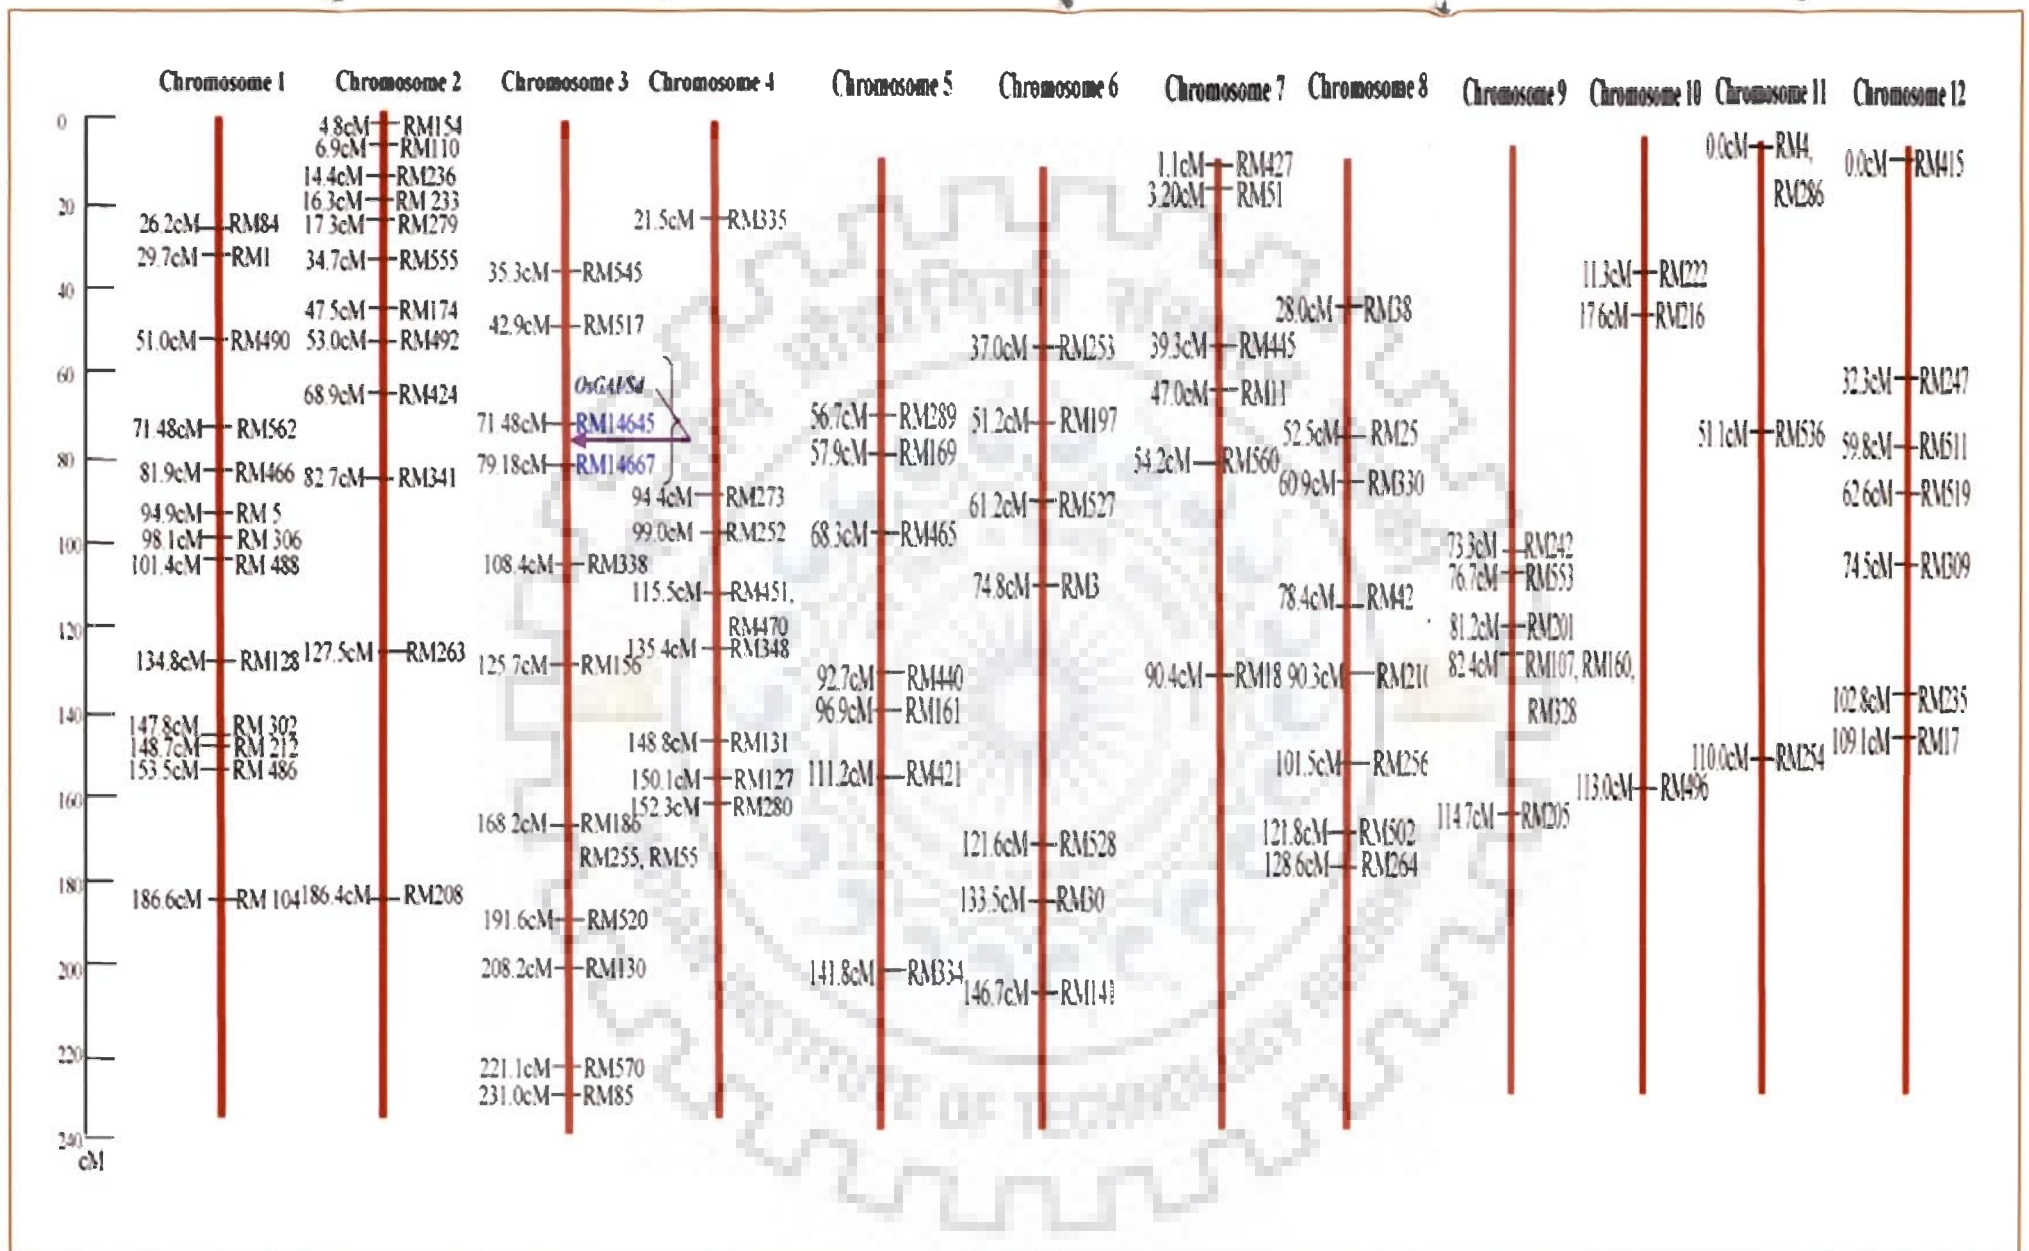 Chromosome 1
Chromosome 2
Chromosome 3
Chromosome 4
Chromosome 5
Chromosome 6
Chromosome 7
Chromosome 8
Chromosome 9
Chromosome 10
Chromosome 11
Chromosome 12
0
20
40
60
80
100
120
140
160
180
200
220
240
cM
26.2cM RM84
29.7cM RM1
51.0cM RM490
71.48cM RM562
81.9cM RM466
94.9cM RM 5
98.1cM RM 306
101.4cM RM 488
134.8cM RM128
147.8cM RM 302
148.7cM RM 212
153.5cM RM 486
186.6cM RM 104
4.8cM RM154
6.9cM RM110
14.4cM RM236
16.3cM RM 233
17.3cM RM279
34.7cM RM555
47.5cM RM174
53.0cM RM492
68.9cM RM424
82.7cM RM341
127.5cM RM263
186.4cM RM208
35.3cM RM545
42.9cM RM517
71.48cM RM14645
79.18cM RM14667
108.4cM RM338
125.7cM RM156
168.2cM RM186
RM255, RM55
191.6cM RM520
208.2cM RM130
221.1cM RM570
231.0cM RM85
21.5cM RM335
94.4cM RM273
99.0cM RM252
115.5cM RM451,
RM470
135.4cM RM348
148.8cM RM131
150.1cM RM127
152.3cM RM280
56.7cM RM289
57.9cM RM169
68.3cM RM465
92.7cM RM440
96.9cM RM161
111.2cM RM421
141.8cM RM334
37.0cM RM253
51.2cM RM197
61.2cM RM527
74.8cM RM3
121.6cM RM528
133.5cM RM30
146.7cM RM141
1.1cM RM427
3.20cM RM51
39.3cM RM445
47.0cM RM11
54.2cM RM560
90.4cM RM18
28.0cM RM38
52.5cM RM25
60.9cM RM330
78.4cM RM42
90.3cM
101.5cM RM256
121.8cM RM502
128.6cM RM264
73.3cM RM242
76.7cM RM553
81.2cM RM201
82.4cM RM107, RM160,
RM328
114.7cM RM205
11.3cM RM222
17.6cM RM216
113.0cM RM496
0.0cM RM4,
RM286
51.1cM RM536
110.0cM RM254
0.0cM RM415
32.3cM RM247
59.8cM RM511
62.6cM RM519
74.5cM RM309
102.8cM RM235
109.1cM RM17
OF TECHNOLOGY